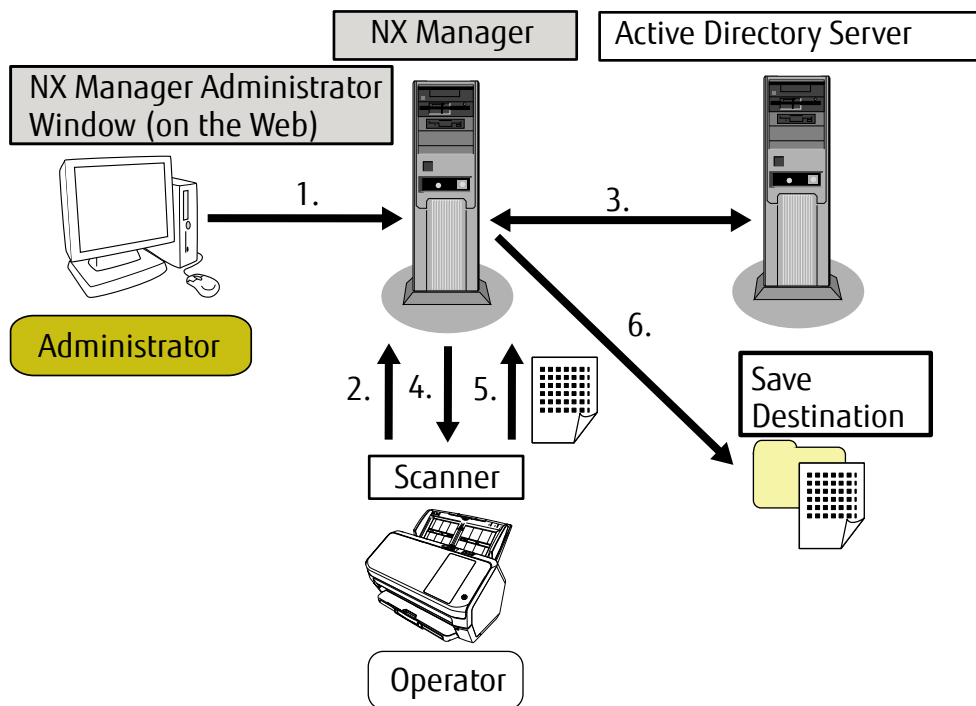 NX Manager
Active Directory Server
NX Manager Administrator
Window (on the Web)
1.
3.
Administrator
6.
2.
4.
5.
Save
Destination
Scanner
Operator